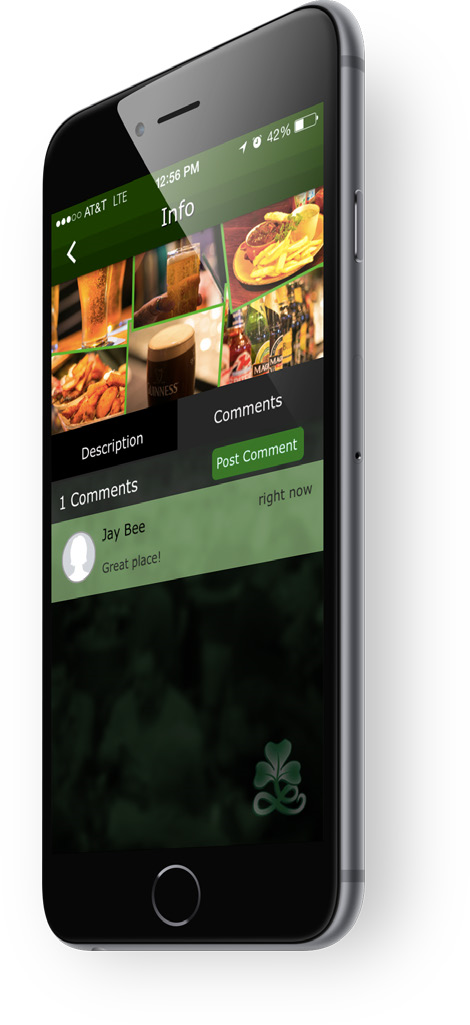 AT&T LTE 12:56 PM 42%
Info
GUINNESS
Description
Comments
1 Comments
Post Comment
Jay Bee
right now
Great place!